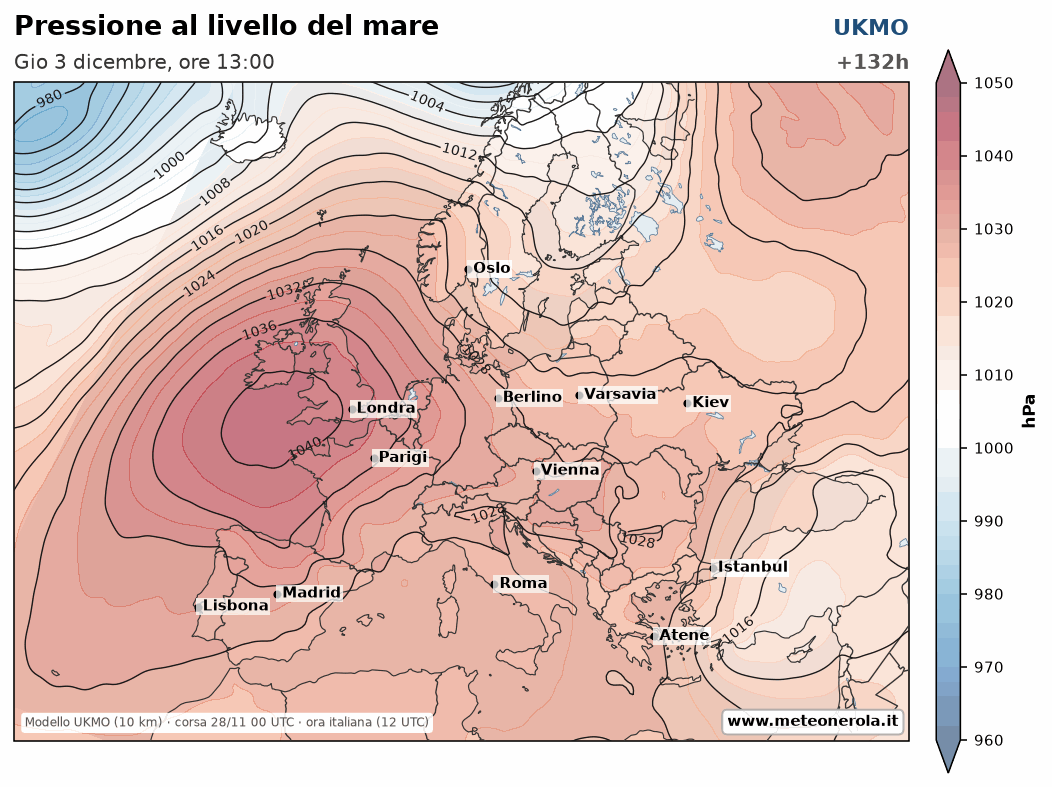 Pressione al livello del mare
UKMO
Gio 3 dicembre, ore 13:00
+132h
980
1004
1000
1012
1008
1016
1020
1024
1032
1036
1028
1040
1028
1028
1016
Oslo
Londra
Berlino
Varsavia
Kiev
Parigi
Vienna
Istanbul
Roma
Madrid
Lisbona
Atene
1050
1040
1030
1020
1010
1000
990
980
970
960
hPa
Modello UKMO (10 km) · corsa 28/11 00 UTC · ora italiana (12 UTC)
www.meteonerola.it